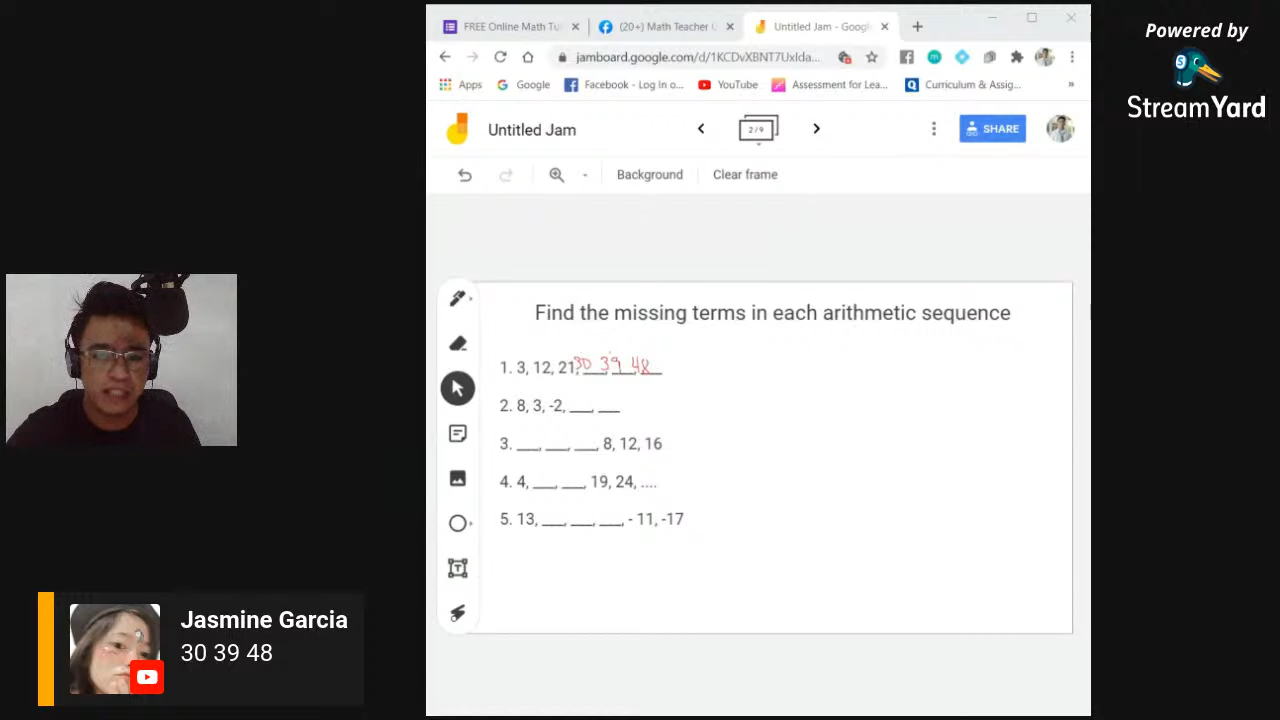 FREE Online Math Tu
(20+) Math Teacher
Untitled Jam - Goog
Powered by
StreamYard
jamboard.google.com/d/1KCDvXBNT7UxIda...
Apps
Google
Facebook - Log In o...
YouTube
Assessment for Lea...
Curriculum & Assig...
»
Untitled Jam
2/9
SHARE
Background
Clear frame
Find the missing terms in each arithmetic sequence
1. 3, 12, 21, 30 39 48
2. 8, 3, -2, ___, ___
3. ___, ___, ___, 8, 12, 16
4. 4, ___, ___, 19, 24, ....
5. 13, ___, ___, ___, - 11, -17
Jasmine Garcia
30 39 48